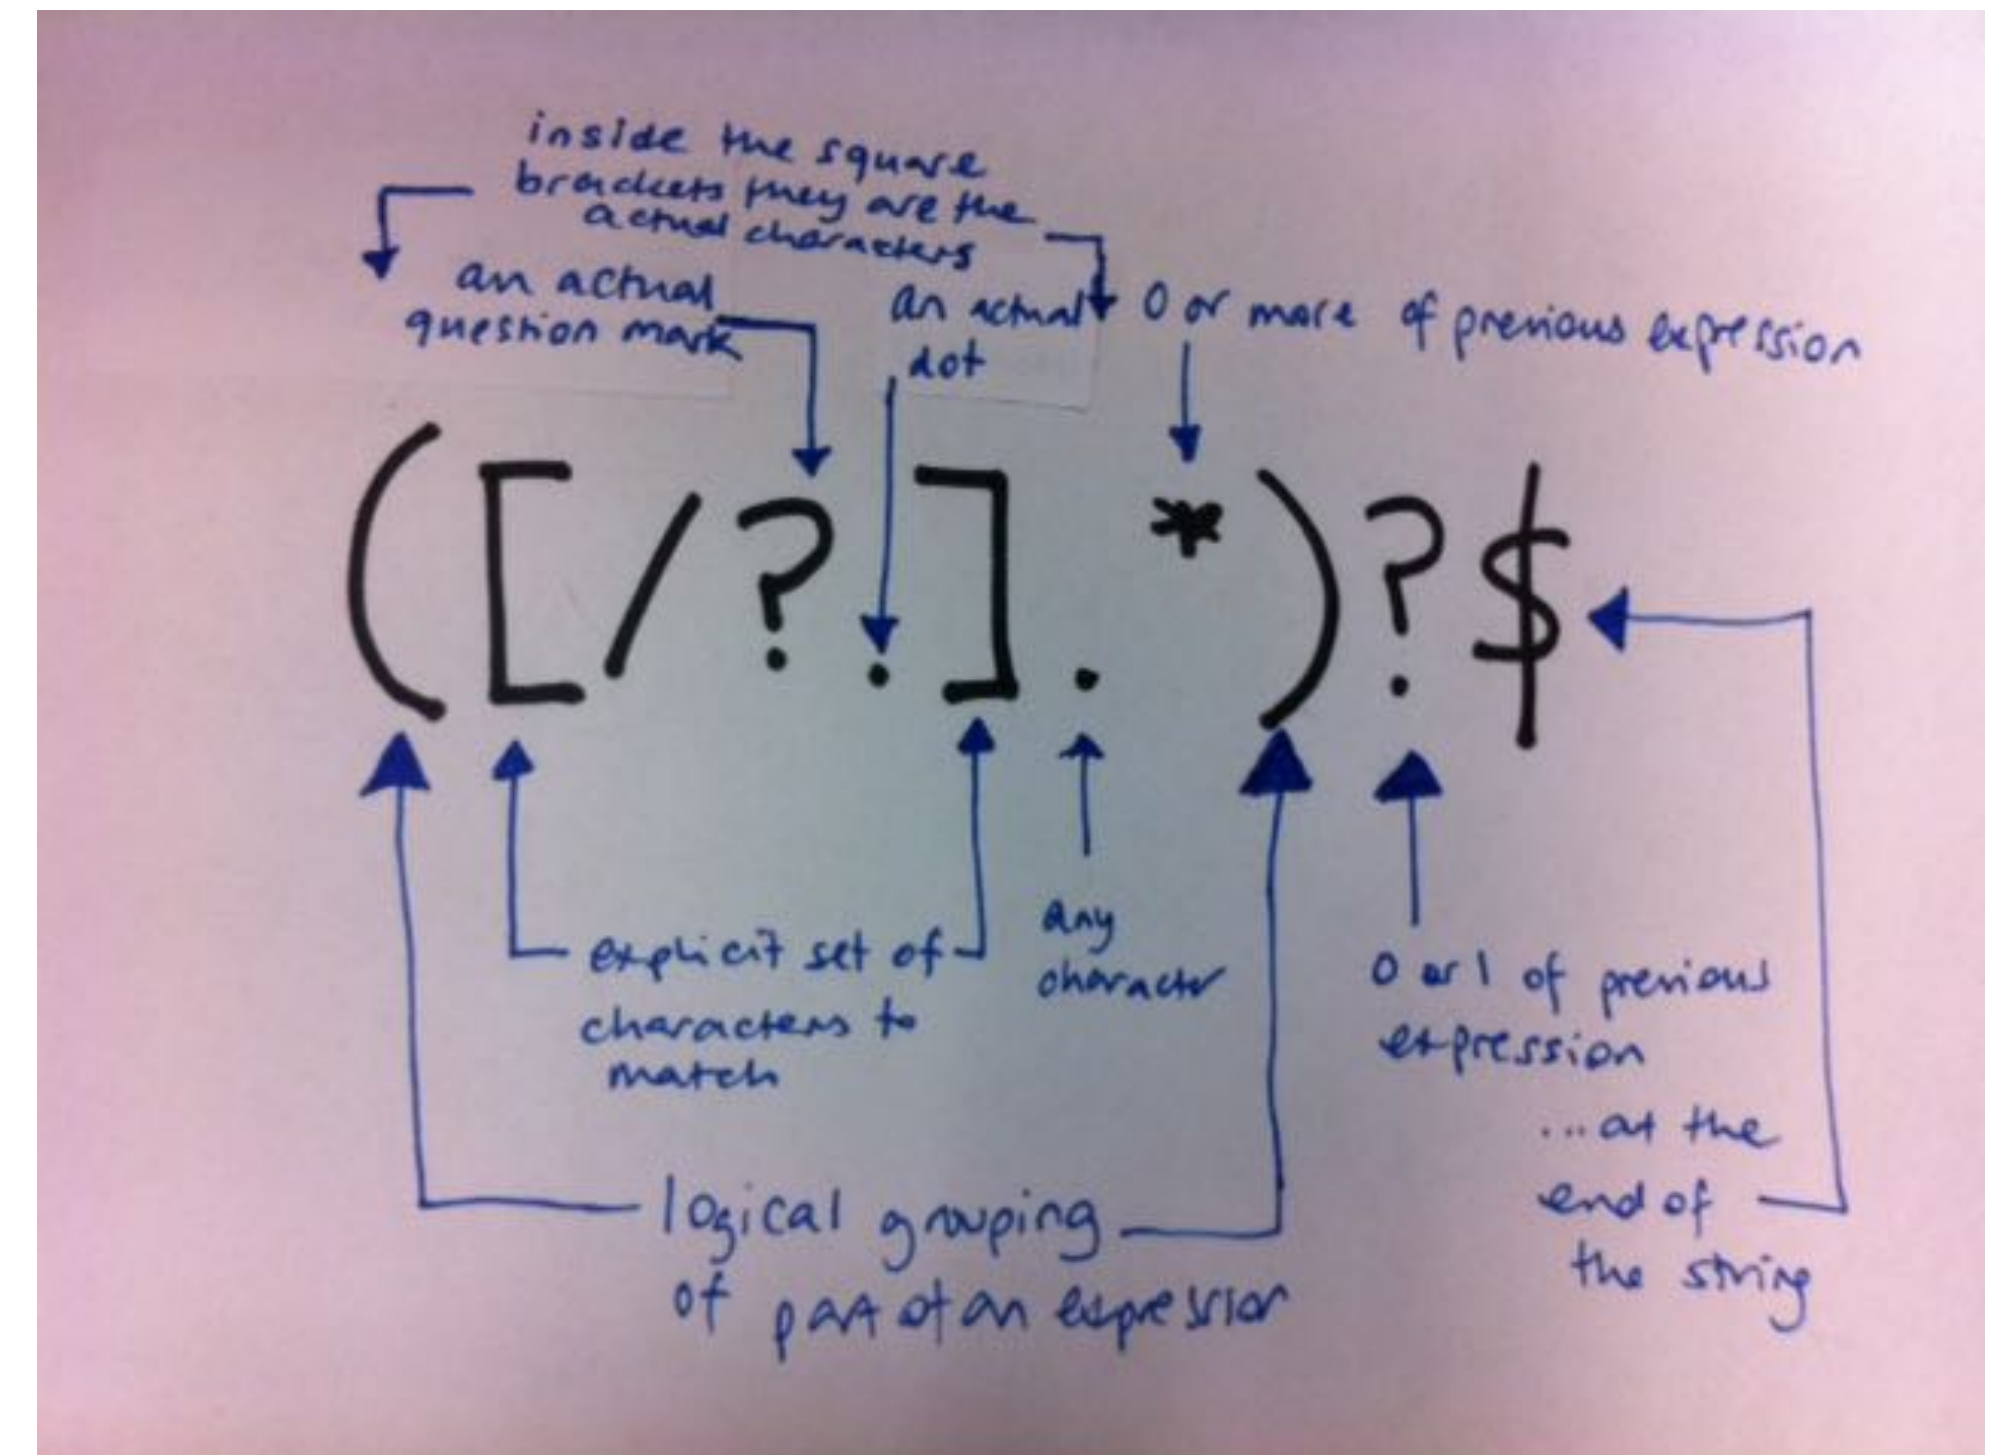 inside the square
brackets they are the
actual characters
an actual
question mark
an actual
dot
0 or more of previous expression
([/?.].*)?$
explicit set of
characters to
match
any
character
0 or 1 of previous
expression
...at the
end of
the string
logical grouping
of part of an expression